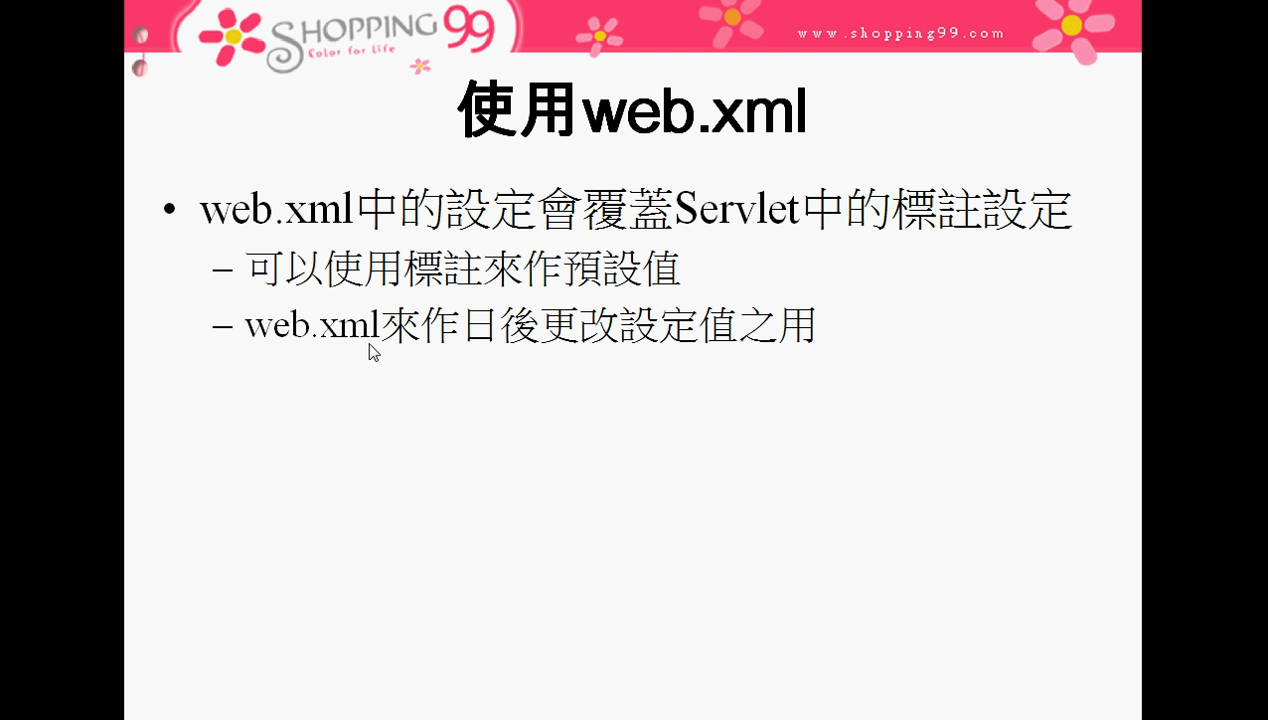 SHOPPING 99
Color for Life
www.shopping99.com
使用web.xml
• web.xml中的設定會覆蓋Servlet中的標註設定
– 可以使用標註來作預設值
– web.xml來作日後更改設定值之用